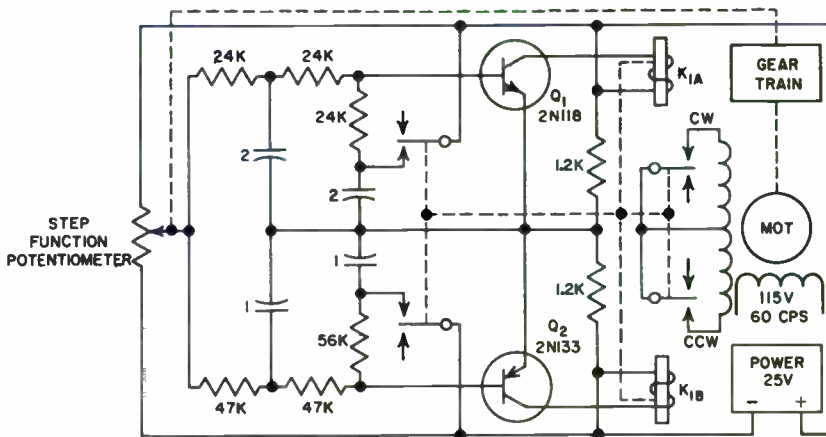 24K
24K
24K
Q1
2N118
K1A
GEAR
TRAIN
CW
2
2
1.2K
STEP
FUNCTION
POTENTIOMETER
MOT
1
1
1.2K
115V
60 CPS
56K
Q2
2N133
CCW
47K
47K
K1B
POWER
25V
- +